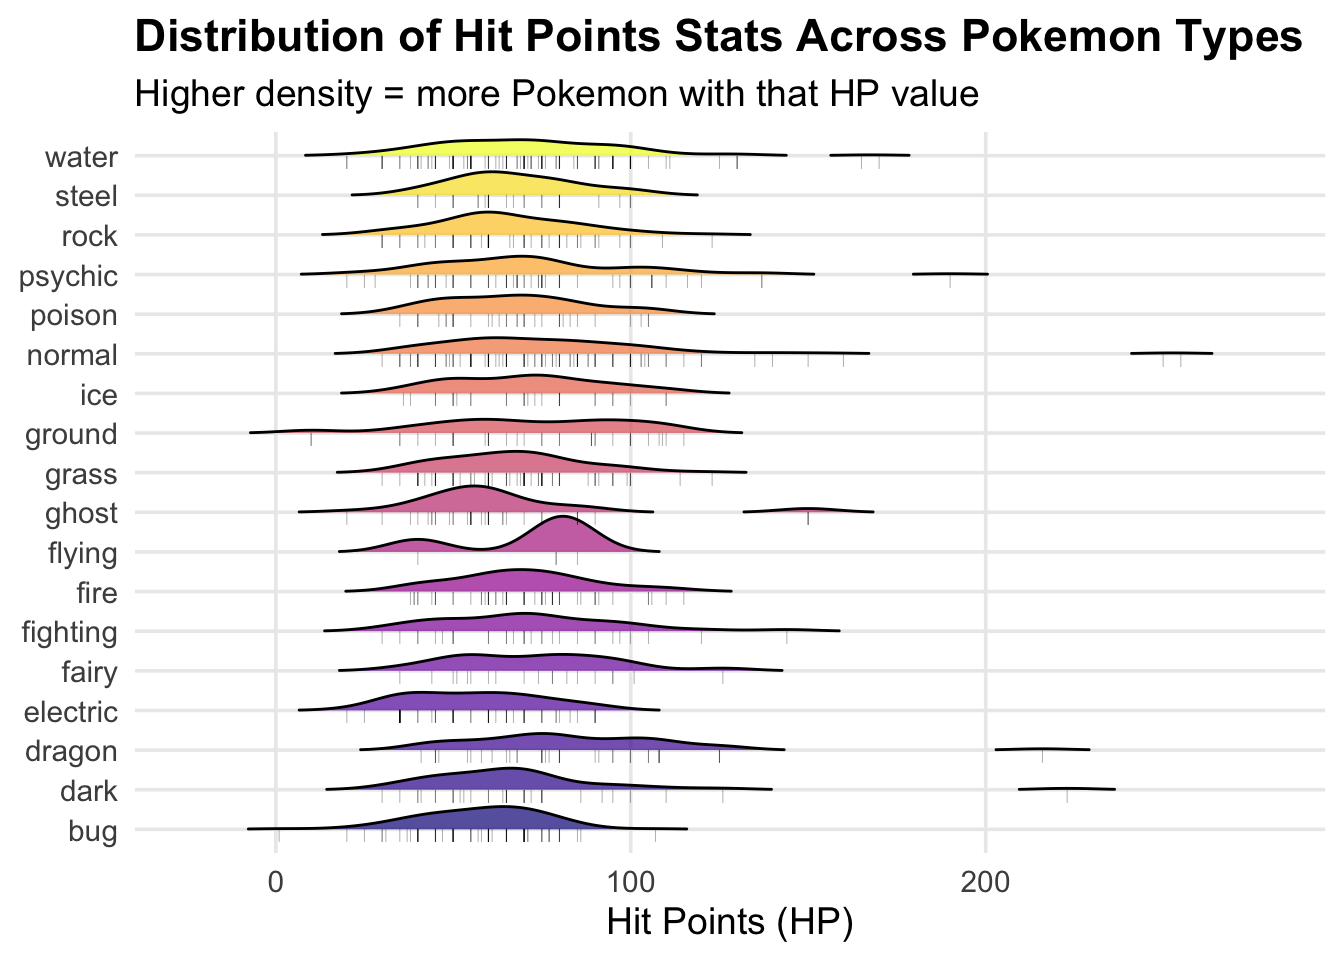 Distribution of Hit Points Stats Across Pokemon Types
Higher density = more Pokemon with that HP value
water
steel
rock
psychic
poison
normal
ice
ground
grass
ghost
flying
fire
fighting
fairy
electric
dragon
dark
bug
0 100 200
Hit Points (HP)